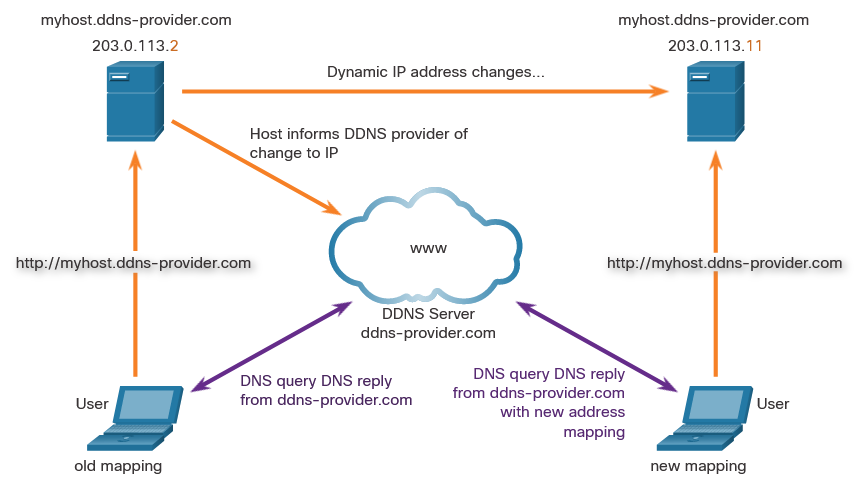 myhost.ddns-provider.com
203.0.113.2
myhost.ddns-provider.com
203.0.113.11
Dynamic IP address changes...
Host informs DDNS provider of
change to IP
www
http://myhost.ddns-provider.com
http://myhost.ddns-provider.com
DDNS Server
ddns-provider.com
DNS query DNS reply
from ddns-provider.com
DNS query DNS reply
from ddns-provider.com
with new address
mapping
User
old mapping
User
new mapping